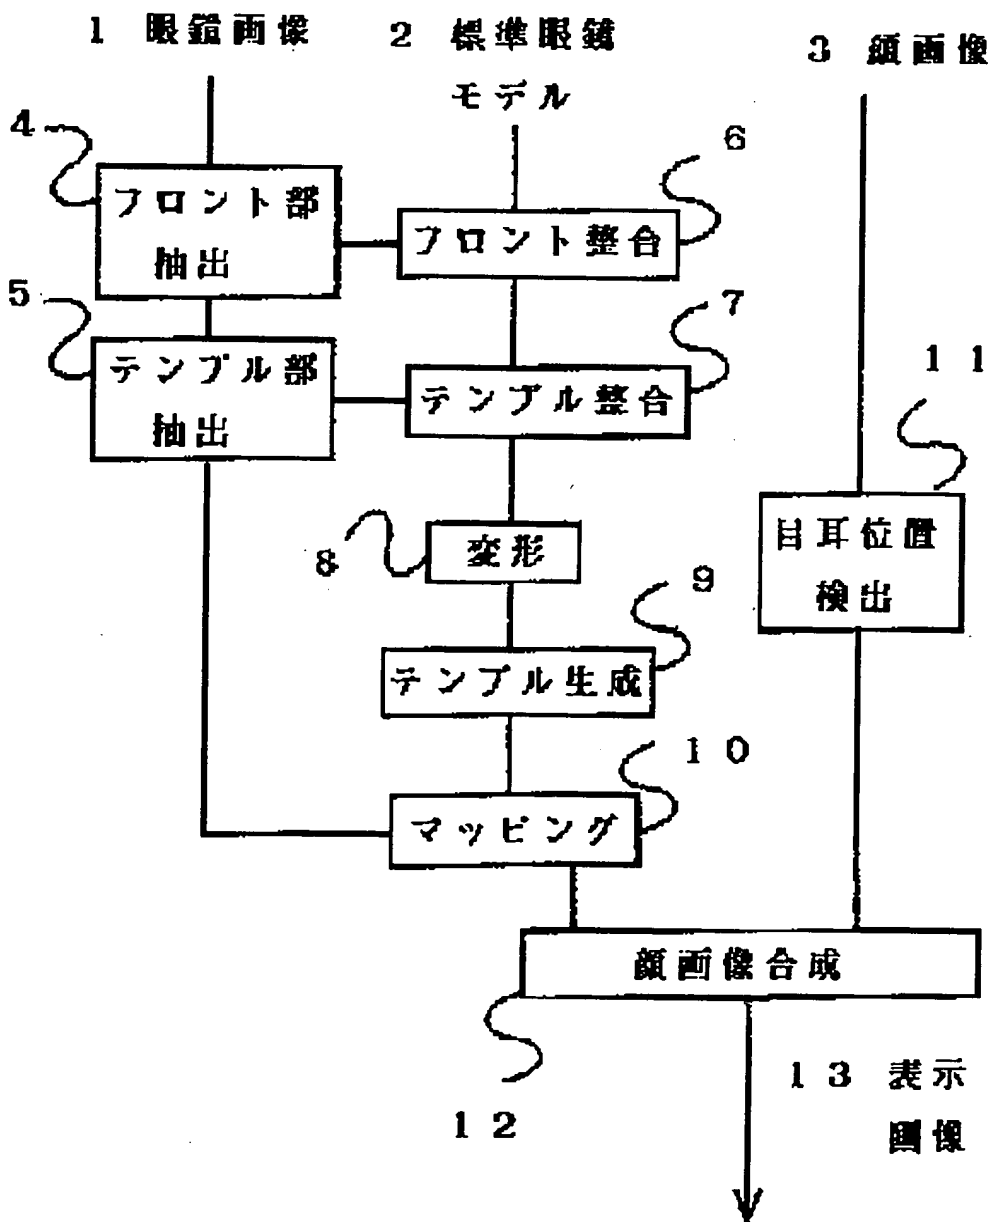 1 眼鏡画像
2 標準眼鏡
モデル
3 顔画像
4
フロント部
抽出
6
フロント整合
5
テンプル部
抽出
7
テンプル整合
11
目耳位置
検出
8
変形
9
テンプル生成
10
マッピング
顔画像合成
12
13 表示
画像